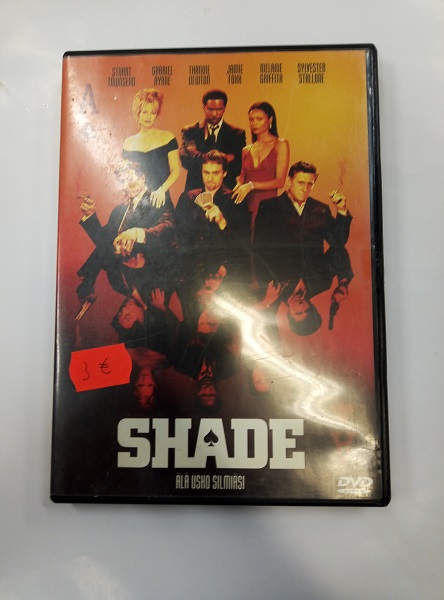 STUART TOWNSEND
GABRIEL BYRNE
THANDIE NEWTON
JAMIE FOXX
MELANIE GRIFFITH
SYLVESTER STALLONE
A
3 €
SHADE
ÄLÄ USKO SILMIÄSI
DVD